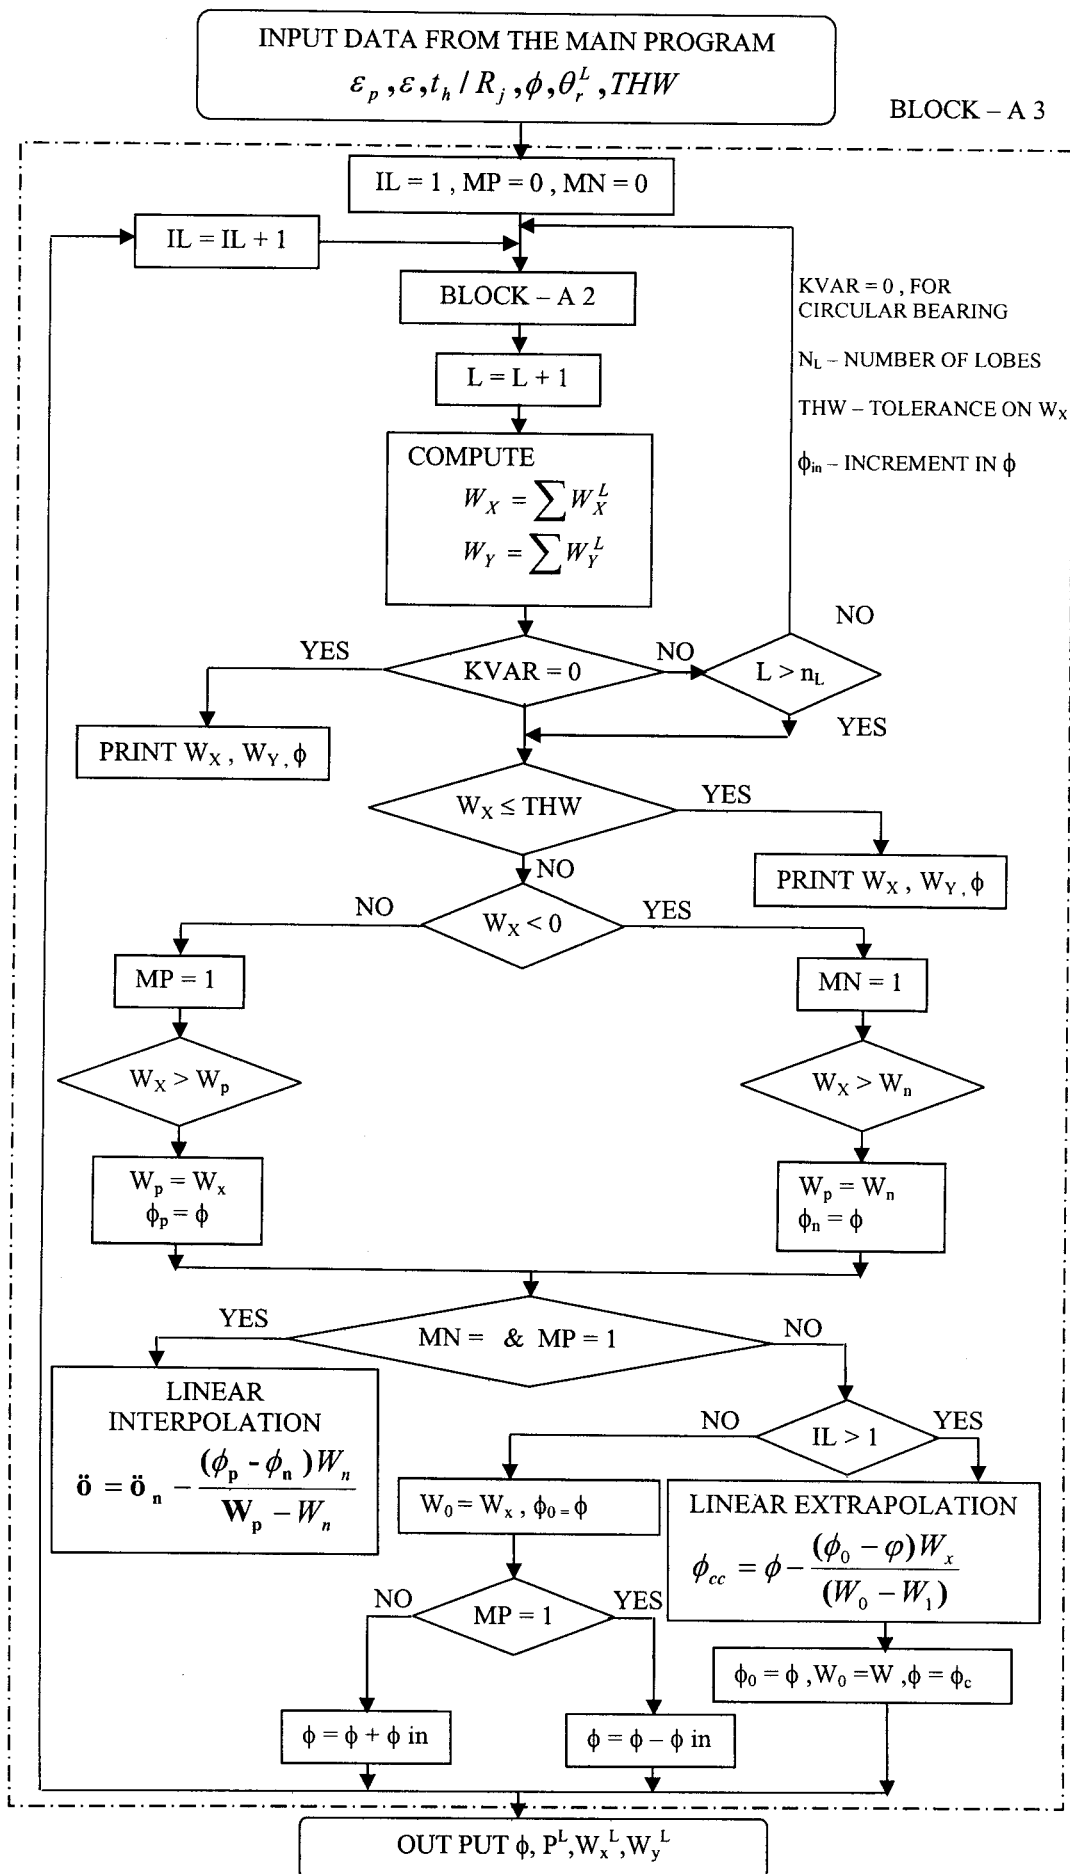 INPUT DATA FROM THE MAIN PROGRAM
ε_p , ε, t_h / R_j , ϕ, θ_r^L , THW
BLOCK – A 3
IL = 1 , MP = 0 , MN = 0
IL = IL + 1
BLOCK – A 2
KVAR = 0 , FOR
CIRCULAR BEARING
N_L – NUMBER OF LOBES
THW – TOLERANCE ON W_X
ϕ_in – INCREMENT IN ϕ
L = L + 1
COMPUTE
W_X = ∑ W_X^L
W_Y = ∑ W_Y^L
NO
YES
KVAR = 0
NO
L > n_L
YES
PRINT W_X , W_Y , ϕ
W_X ≤ THW
YES
NO
PRINT W_X , W_Y , ϕ
NO
W_X < 0
YES
MP = 1
MN = 1
W_X > W_p
W_X > W_n
W_p = W_x
ϕ_p = ϕ
W_p = W_n
ϕ_n = ϕ
YES
MN = & MP = 1
NO
LINEAR
INTERPOLATION
ö = ö_n – (ϕ_p - ϕ_n ) W_n / W_p – W_n
NO
IL > 1
YES
W_0 = W_x , ϕ_0 = ϕ
LINEAR EXTRAPOLATION
ϕ_cc = ϕ – (ϕ_0 – φ) W_x / (W_0 – W_1)
NO
MP = 1
YES
ϕ_0 = ϕ , W_0 =W , ϕ = ϕ_c
ϕ = ϕ + ϕ in
ϕ = ϕ – ϕ in
OUT PUT ϕ, P^L, W_x^L, W_y^L